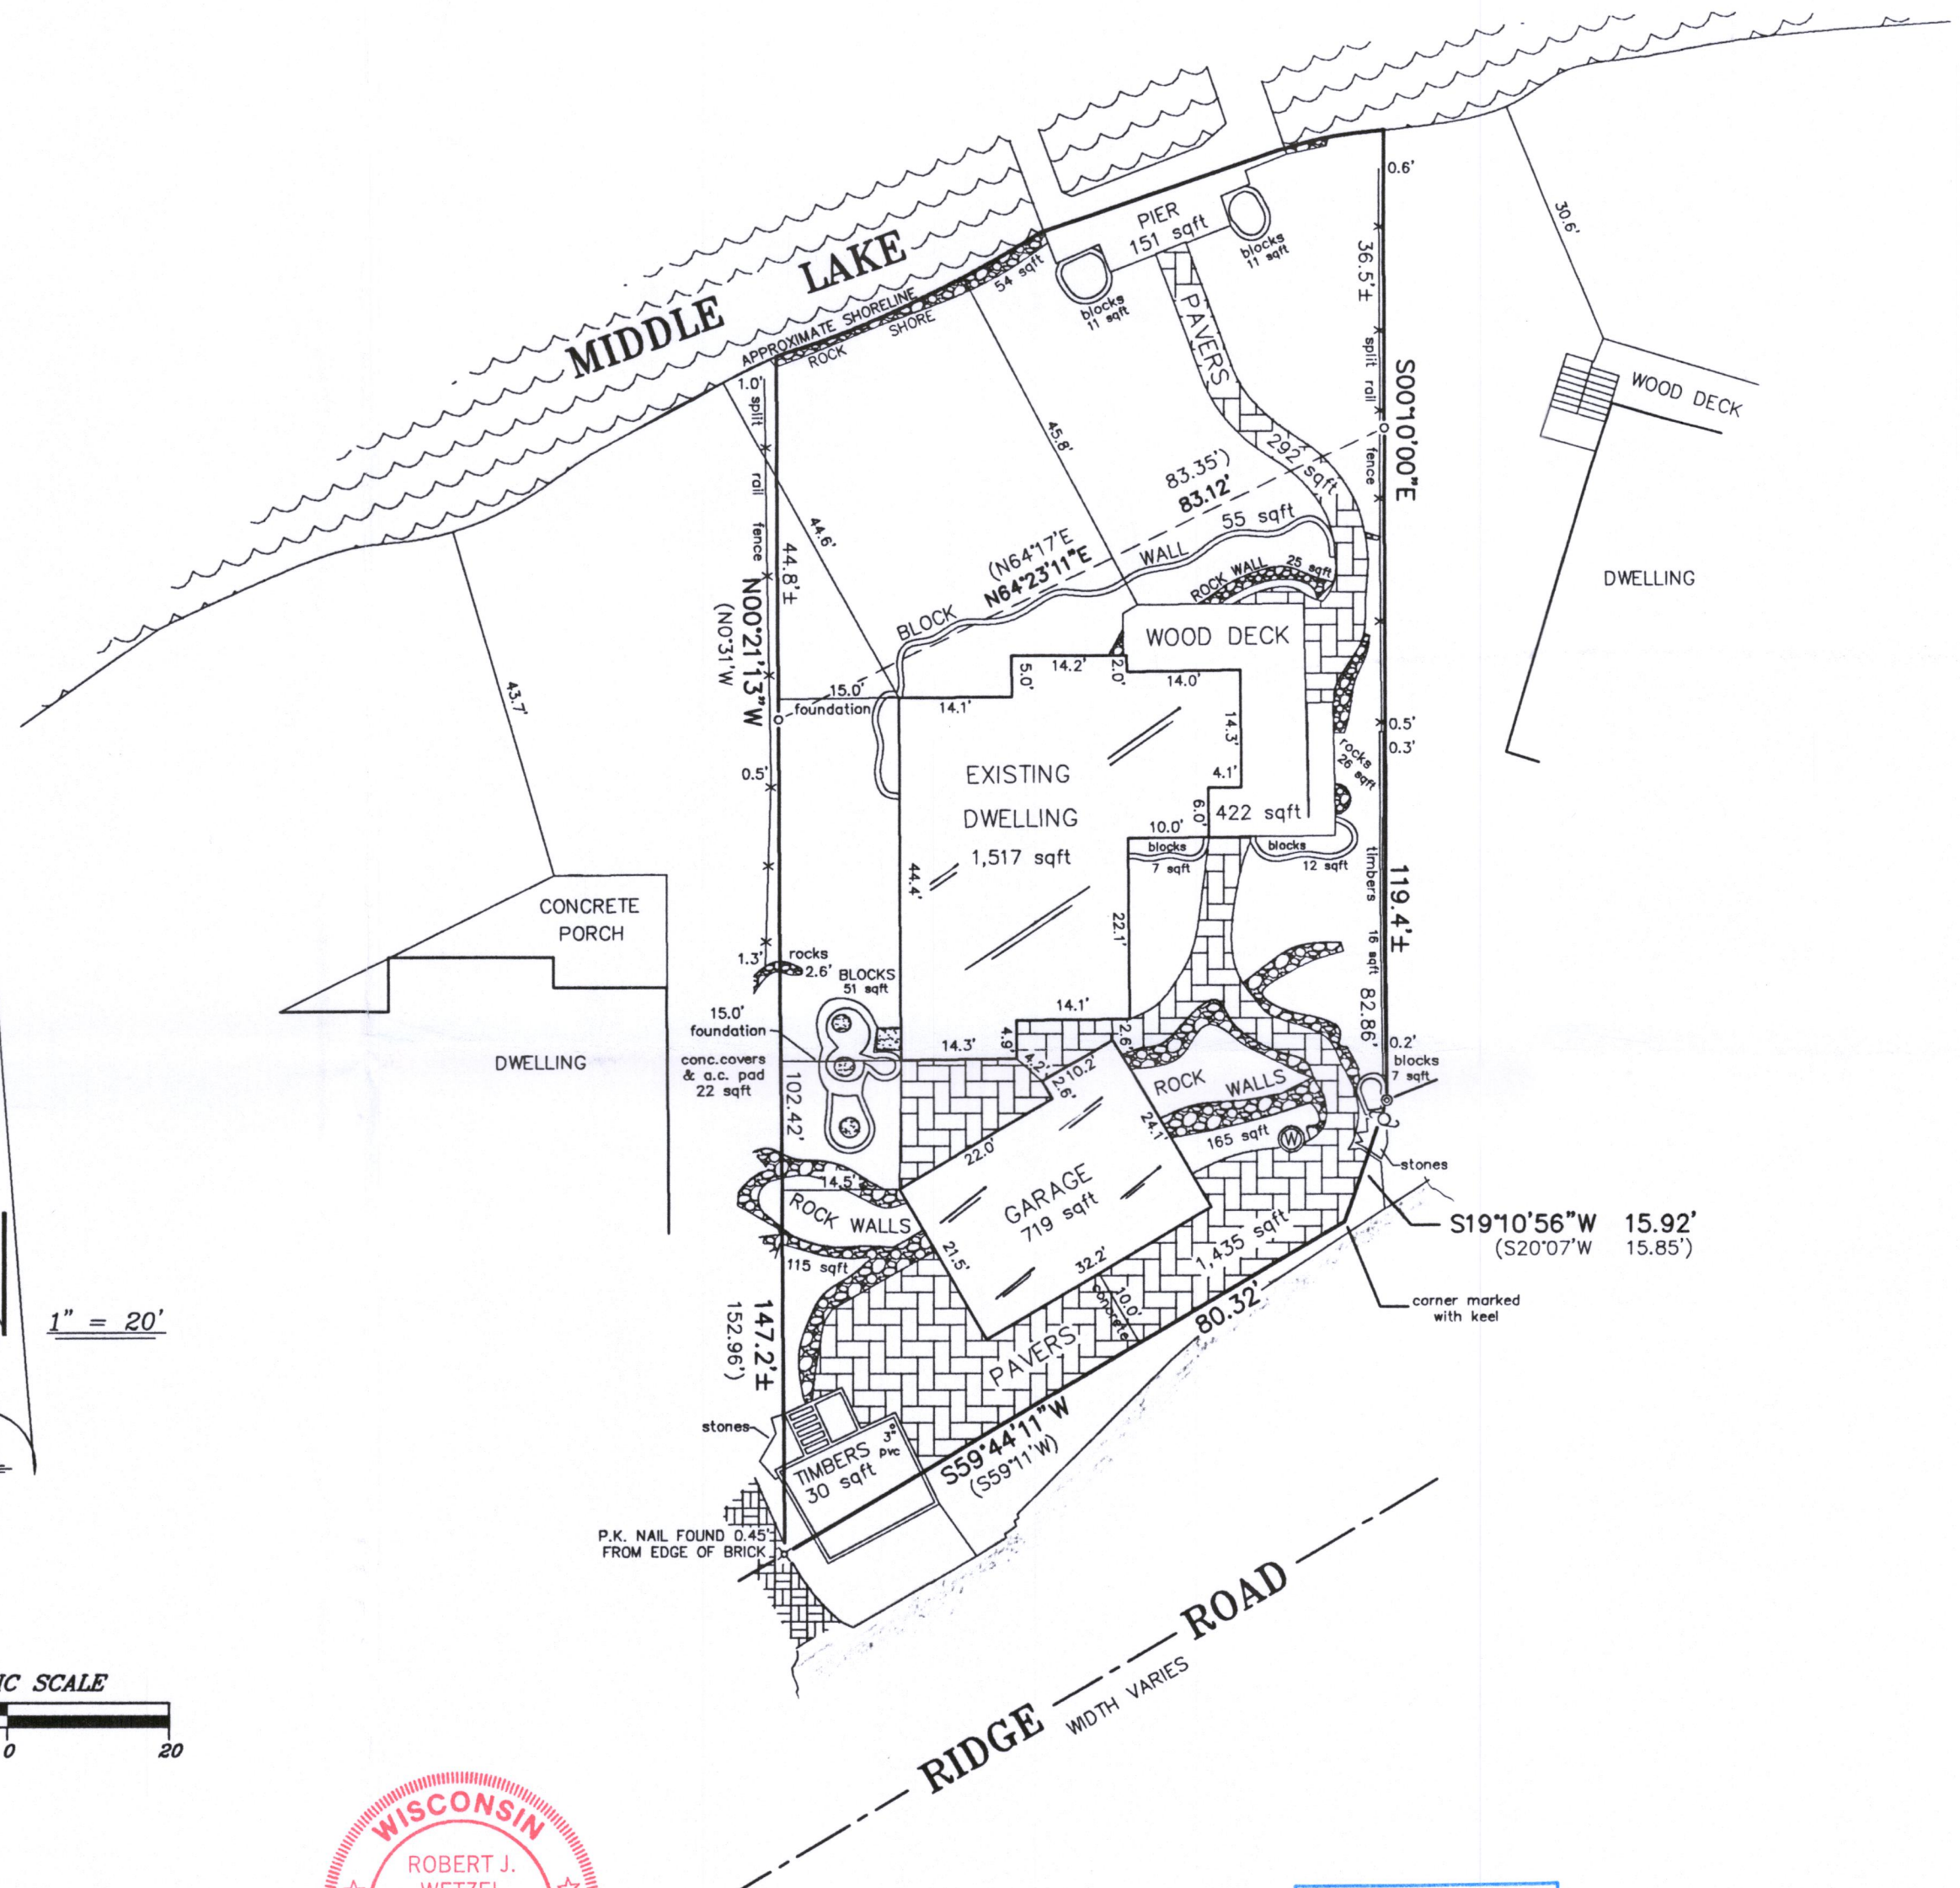 MIDDLE LAKE
APPROXIMATE SHORELINE
ROCK SHORE
54 sqft
PIER
151 sqft
blocks
11 sqft
blocks
11 sqft
PAVERS
292 sqft
0.6'
36.5'±
split rail fence
S00°10'00"E
30.6'
WOOD DECK
DWELLING
1.0'
split rail fence
44.6'
45.8'
44.8'±
N00°21'13"W
(N0°31'W
83.35')
83.12'
(N64°17'E
N64°23'11"E
BLOCK WALL
55 sqft
ROCK WALL
25 sqft
WOOD DECK
15.0'
foundation
14.1'
5.0'
14.2'
2.0'
14.0'
14.3'
4.1'
6.0'
422 sqft
10.0'
blocks
7 sqft
blocks
12 sqft
rocks
26 sqft
0.5'
0.3'
timbers 16 sqft
119.4'±
82.86'
0.5'
43.7'
EXISTING
DWELLING
1,517 sqft
44.4'
22.1'
CONCRETE
PORCH
DWELLING
1.3'
rocks
2.6'
BLOCKS
51 sqft
15.0'
foundation
conc.covers
& a.c. pad
22 sqft
102.42'
14.3'
4.9'
14.1'
2.6'
4.2'
10.2'
2.6'
22.0'
24.1'
GARAGE
719 sqft
21.5'
32.2'
ROCK WALLS
165 sqft
W
0.2'
blocks
7 sqft
stones
S19°10'56"W 15.92'
(S20°07'W 15.85')
corner marked
with keel
14.5'
ROCK WALLS
115 sqft
1,435 sqft
10.0'
concrete
PAVERS
80.32'
S59°44'11"W
(S59°11'W)
147.2'±
152.96')
stones
TIMBERS
30 sqft
3"
pvc
P.K. NAIL FOUND 0.45'
FROM EDGE OF BRICK
RIDGE ROAD
WIDTH VARIES
1" = 20'
IC SCALE
0 20
WISCONSIN
ROBERT J.
WETZEL